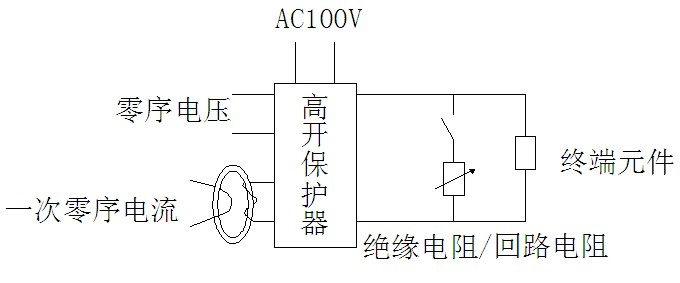 AC100V
零序电压
高开保护器
一次零序电流
终端元件
绝缘电阻/回路电阻